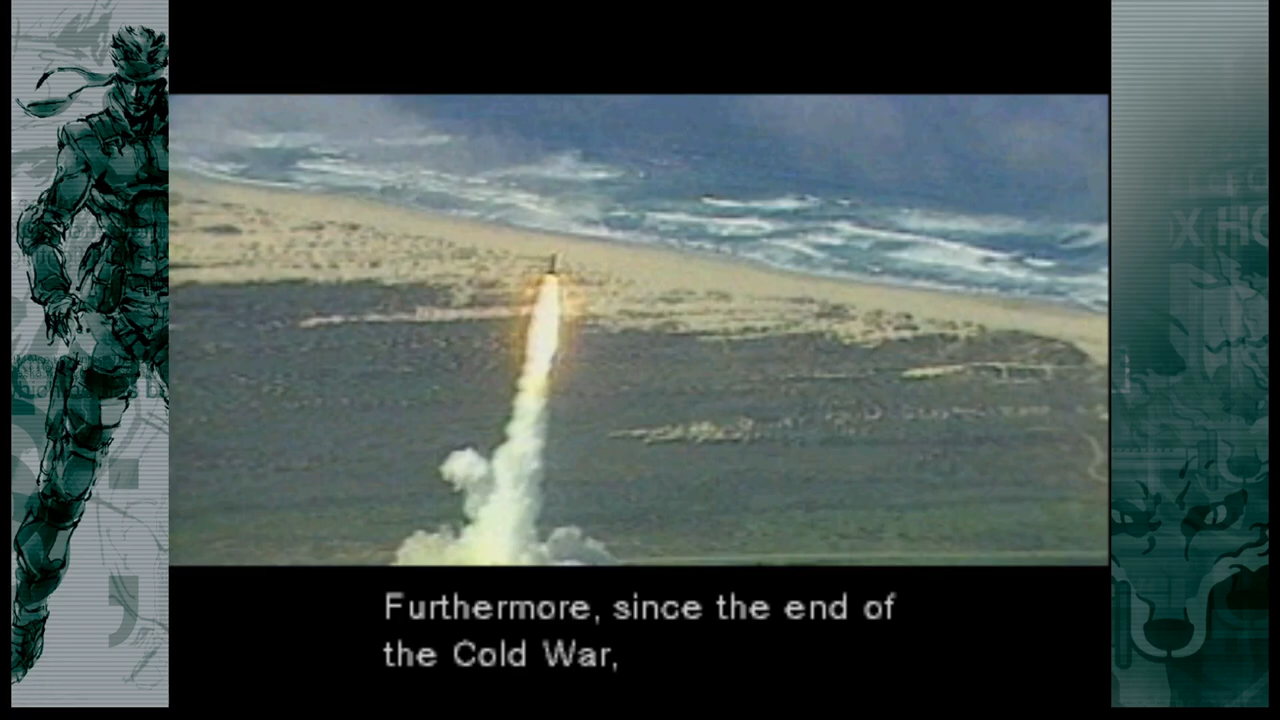 Furthermore, since the end of
the Cold War,